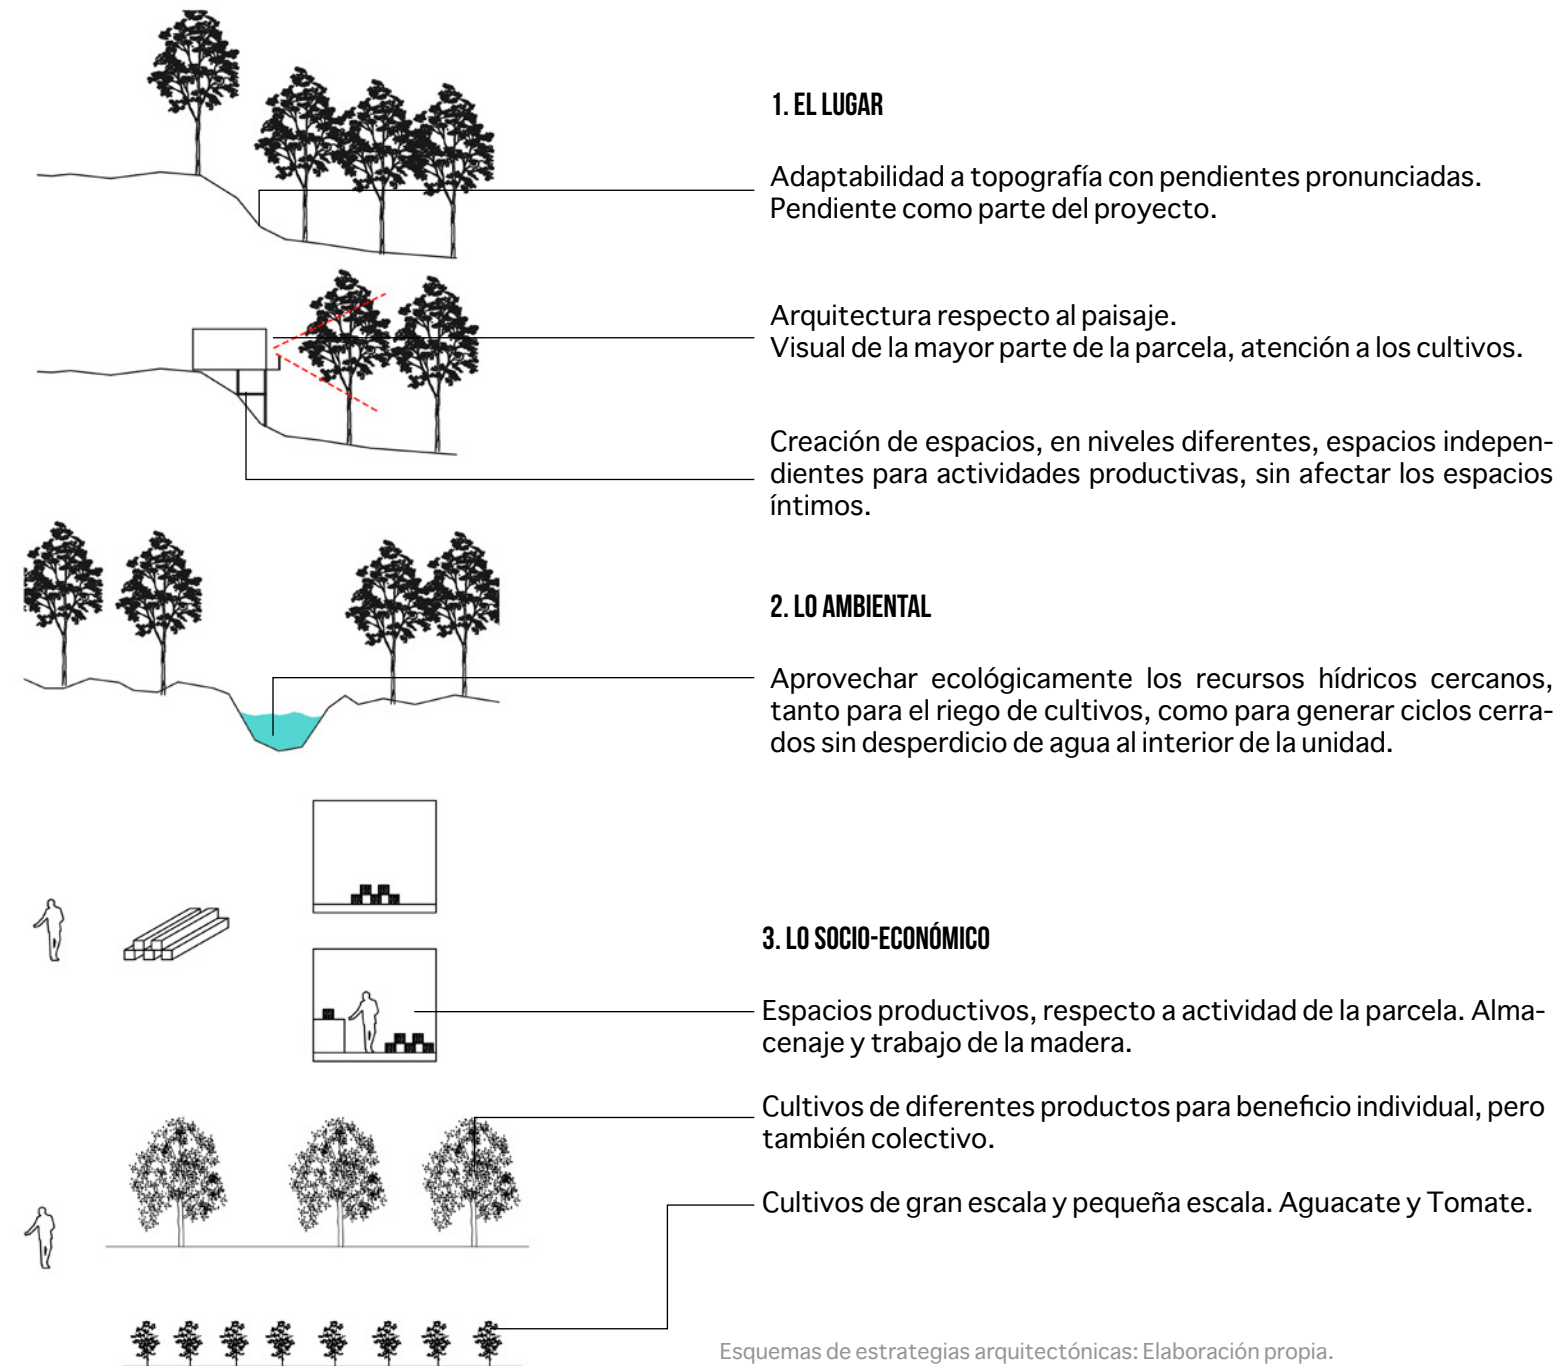 1. EL LUGAR
Adaptabilidad a topografía con pendientes pronunciadas.
Pendiente como parte del proyecto.
Arquitectura respecto al paisaje.
Visual de la mayor parte de la parcela, atención a los cultivos.
Creación de espacios, en niveles diferentes, espacios indepen-
dientes para actividades productivas, sin afectar los espacios
íntimos.
2. LO AMBIENTAL
Aprovechar ecológicamente los recursos hídricos cercanos,
tanto para el riego de cultivos, como para generar ciclos cerra-
dos sin desperdicio de agua al interior de la unidad.
3. LO SOCIO-ECONÓMICO
Espacios productivos, respecto a actividad de la parcela. Alma-
cenaje y trabajo de la madera.
Cultivos de diferentes productos para beneficio individual, pero
también colectivo.
Cultivos de gran escala y pequeña escala. Aguacate y Tomate.
Esquemas de estrategias arquitectónicas: Elaboración propia.